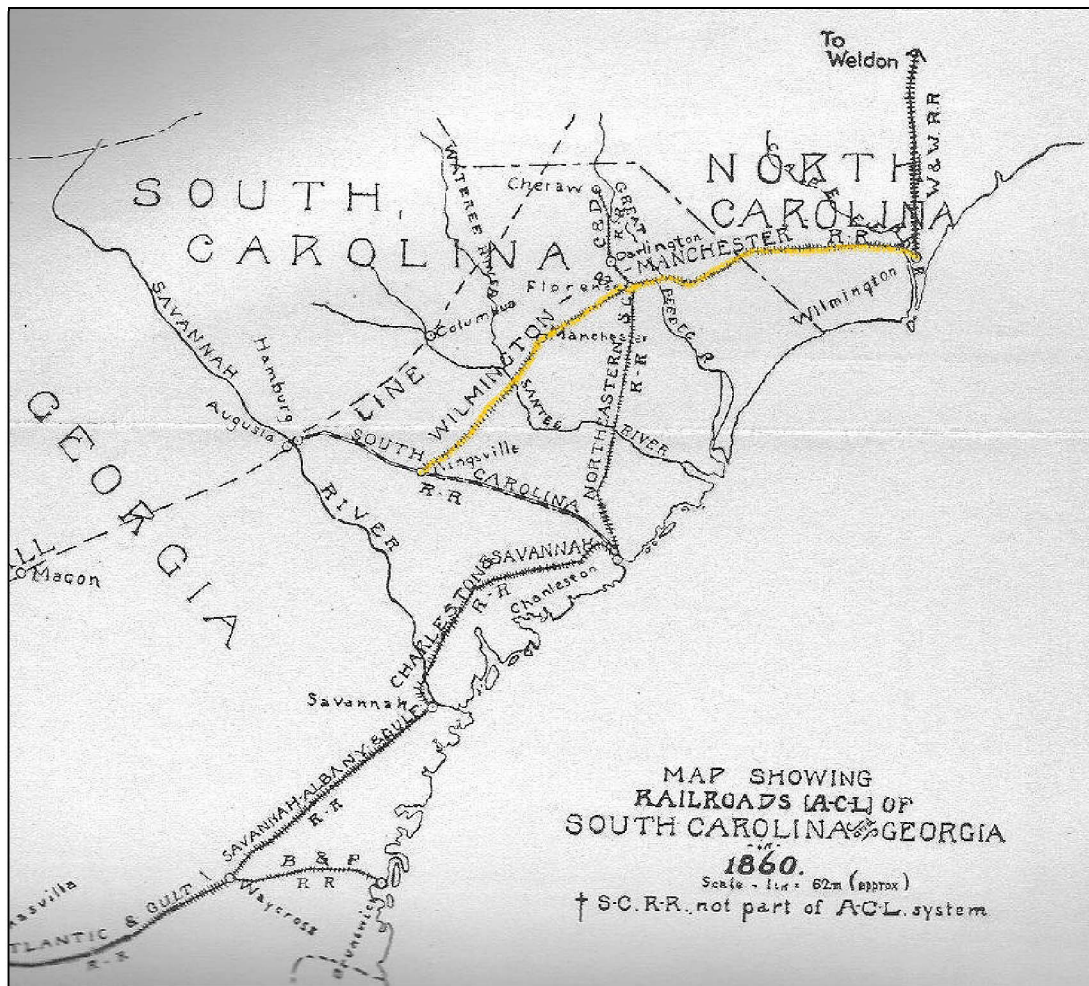 To
Weldon
W & W. R.R
NORTH
CAROLINA
SOUTH
CAROLINA
WATEREE RIVER
Cheraw
C & D
R.R
GREAT
PEEDEE R.
Darlington
Florence
WILMINGTON & MANCHESTER R.R
Wilmington
Manchester
Columbia
SAVANNAH
RIVER
Hamburg
Augusta
LINE
SANTEE
RIVER
NORTHEASTERN
R-R
SOUTH
CAROLINA
R-R
Kingsville
GEORGIA
Macon
CHARLESTON & SAVANNAH
R-R
Charleston
Savannah
SAVANNAH-ALBANY & GULF
R-R
B & F
RR
Waycross
Brunswick
ATLANTIC & GULF
R-R
MAP SHOWING
RAILROADS [A-C-L] OF
SOUTH CAROLINA and GEORGIA
1860.
Scale - 1 in = 62m (approx)
† S.C.R.R. not part of A.C.L. system